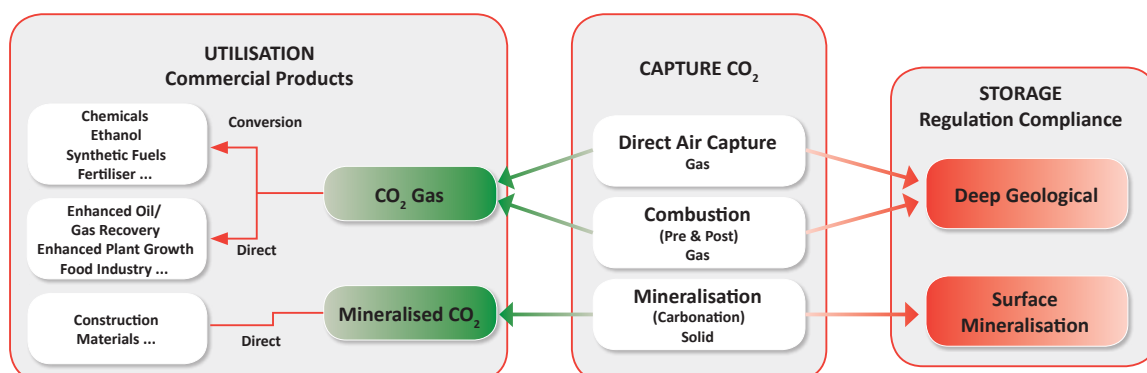 UTILISATION
Commercial Products
Chemicals
Ethanol
Synthetic Fuels
Fertiliser ...
Conversion
Enhanced Oil/
Gas Recovery
Enhanced Plant Growth
Food Industry ...
Direct
CO₂ Gas
Construction
Materials ...
Direct
Mineralised CO₂
CAPTURE CO₂
Direct Air Capture
Gas
Combustion
(Pre & Post)
Gas
Mineralisation
(Carbonation)
Solid
STORAGE
Regulation Compliance
Deep Geological
Surface
Mineralisation